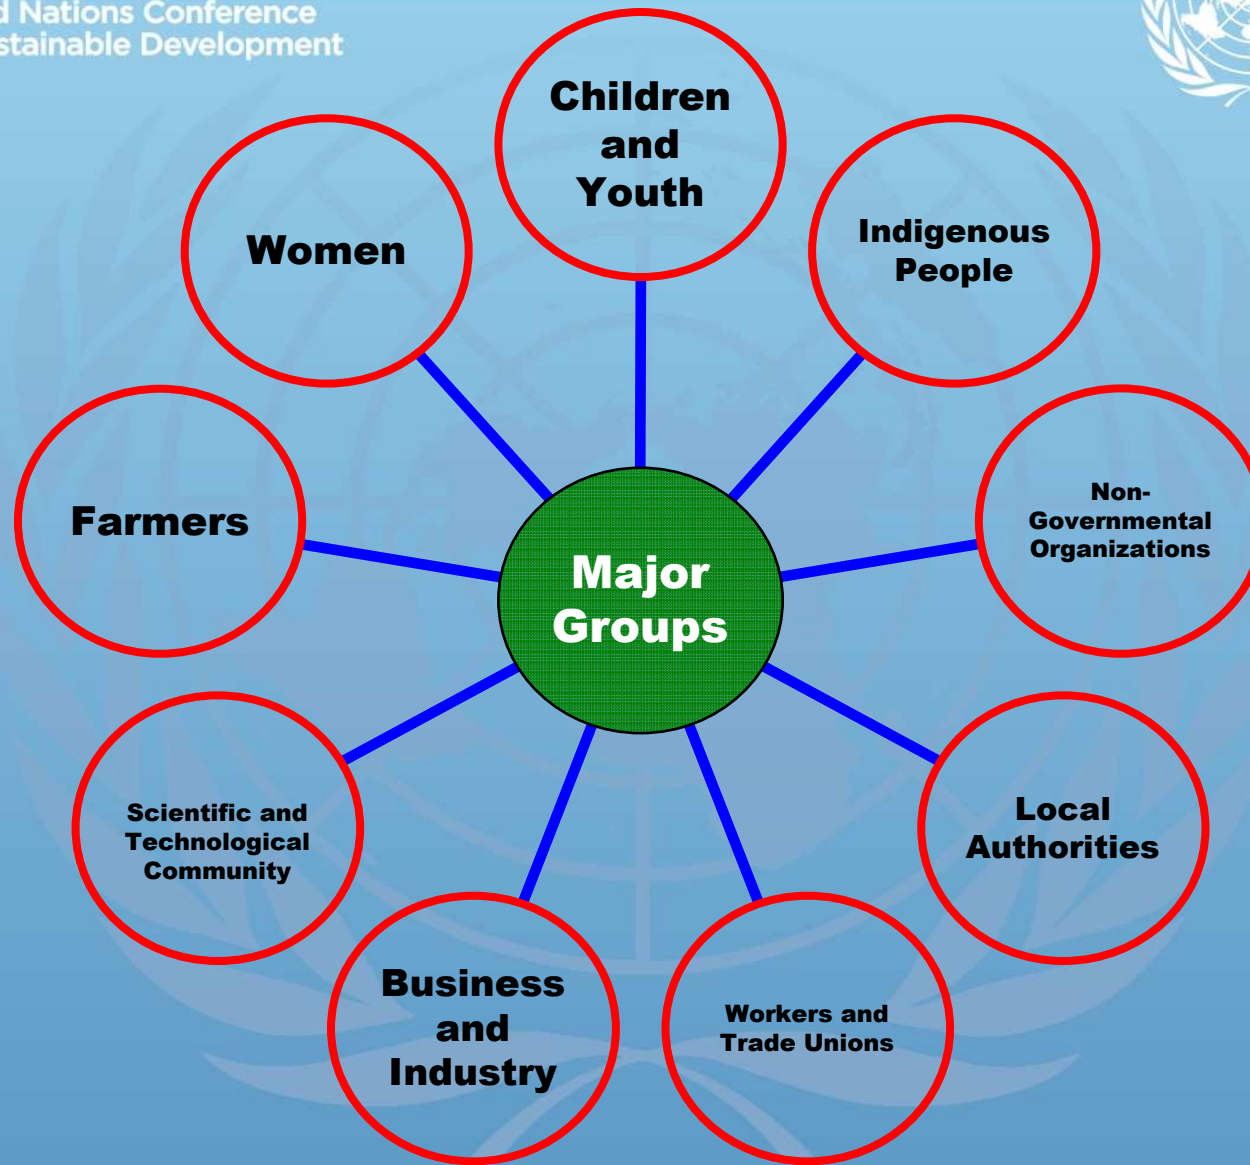 d Nations Conference
stainable Development
Children
and
Youth
Women
Indigenous
People
Farmers
Non-
Governmental
Organizations
Major
Groups
Scientific and
Technological
Community
Local
Authorities
Business
and
Industry
Workers and
Trade Unions